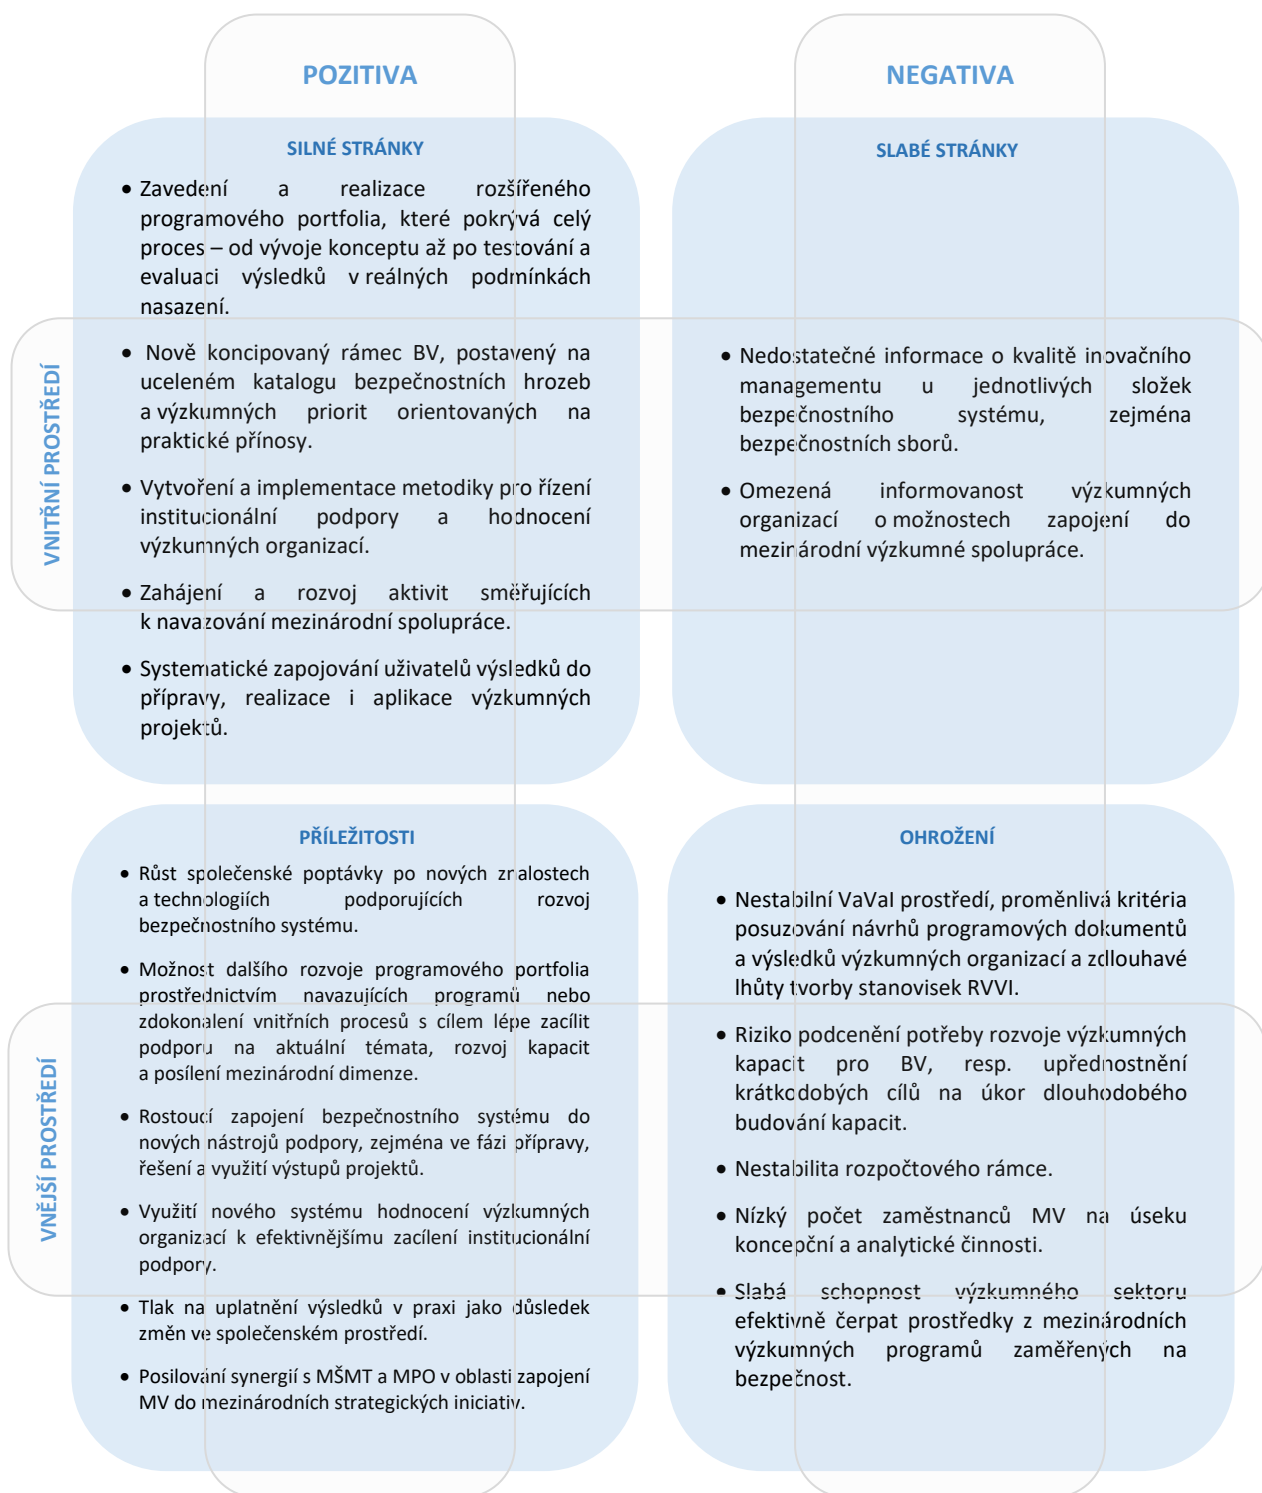 POZITIVA
NEGATIVA
VNITŘNÍ PROSTŘEDÍ
SILNÉ STRÁNKY
• Zavedení a realizace rozšířeného
programového portfolia, které pokrývá celý
proces – od vývoje konceptu až po testování a
evaluaci výsledků v reálných podmínkách
nasazení.
• Nově koncipovaný rámec BV, postavený na
uceleném katalogu bezpečnostních hrozeb
a výzkumných priorit orientovaných na
praktické přínosy.
• Vytvoření a implementace metodiky pro řízení
institucionální podpory a hodnocení
výzkumných organizací.
• Zahájení a rozvoj aktivit směřujících
k navazování mezinárodní spolupráce.
• Systematické zapojování uživatelů výsledků do
přípravy, realizace i aplikace výzkumných
projektů.
SLABÉ STRÁNKY
• Nedostatečné informace o kvalitě inovačního
managementu u jednotlivých složek
bezpečnostního systému, zejména
bezpečnostních sborů.
• Omezená informovanost výzkumných
organizací o možnostech zapojení do
mezinárodní výzkumné spolupráce.
VNĚJŠÍ PROSTŘEDÍ
PŘÍLEŽITOSTI
• Růst společenské poptávky po nových znalostech
a technologiích podporujících rozvoj
bezpečnostního systému.
• Možnost dalšího rozvoje programového portfolia
prostřednictvím navazujících programů nebo
zdokonalení vnitřních procesů s cílem lépe zacílit
podporu na aktuální témata, rozvoj kapacit
a posílení mezinárodní dimenze.
• Rostoucí zapojení bezpečnostního systému do
nových nástrojů podpory, zejména ve fázi přípravy,
řešení a využití výstupů projektů.
• Využití nového systému hodnocení výzkumných
organizací k efektivnějšímu zacílení institucionální
podpory.
• Tlak na uplatnění výsledků v praxi jako důsledek
změn ve společenském prostředí.
• Posilování synergií s MŠMT a MPO v oblasti zapojení
MV do mezinárodních strategických iniciativ.
OHROŽENÍ
• Nestabilní VaVaI prostředí, proměnlivá kritéria
posuzování návrhů programových dokumentů
a výsledků výzkumných organizací a zdlouhavé
lhůty tvorby stanovisek RVVI.
• Riziko podcenění potřeby rozvoje výzkumných
kapacit pro BV, resp. upřednostnění
krátkodobých cílů na úkor dlouhodobého
budování kapacit.
• Nestabilita rozpočtového rámce.
• Nízký počet zaměstnanců MV na úseku
koncepční a analytické činnosti.
• Slabá schopnost výzkumného sektoru
efektivně čerpat prostředky z mezinárodních
výzkumných programů zaměřených na
bezpečnost.